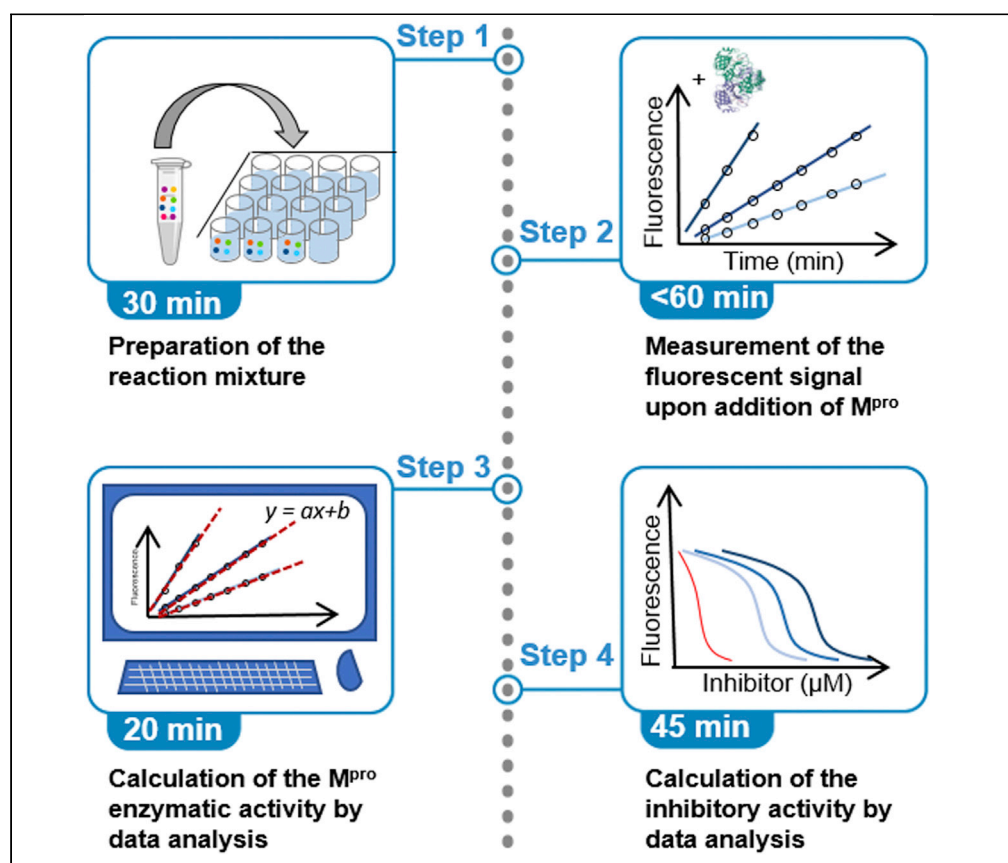 Step 1
30 min
Preparation of the
reaction mixture
Step 2
+
Fluorescence
Time (min)
<60 min
Measurement of the
fluorescent signal
upon addition of Mᵖʳᵒ
Step 3
y = ax+b
Fluorescence
20 min
Calculation of the Mᵖʳᵒ
enzymatic activity by
data analysis
Step 4
Fluorescence
Inhibitor (µM)
45 min
Calculation of the
inhibitory activity by
data analysis